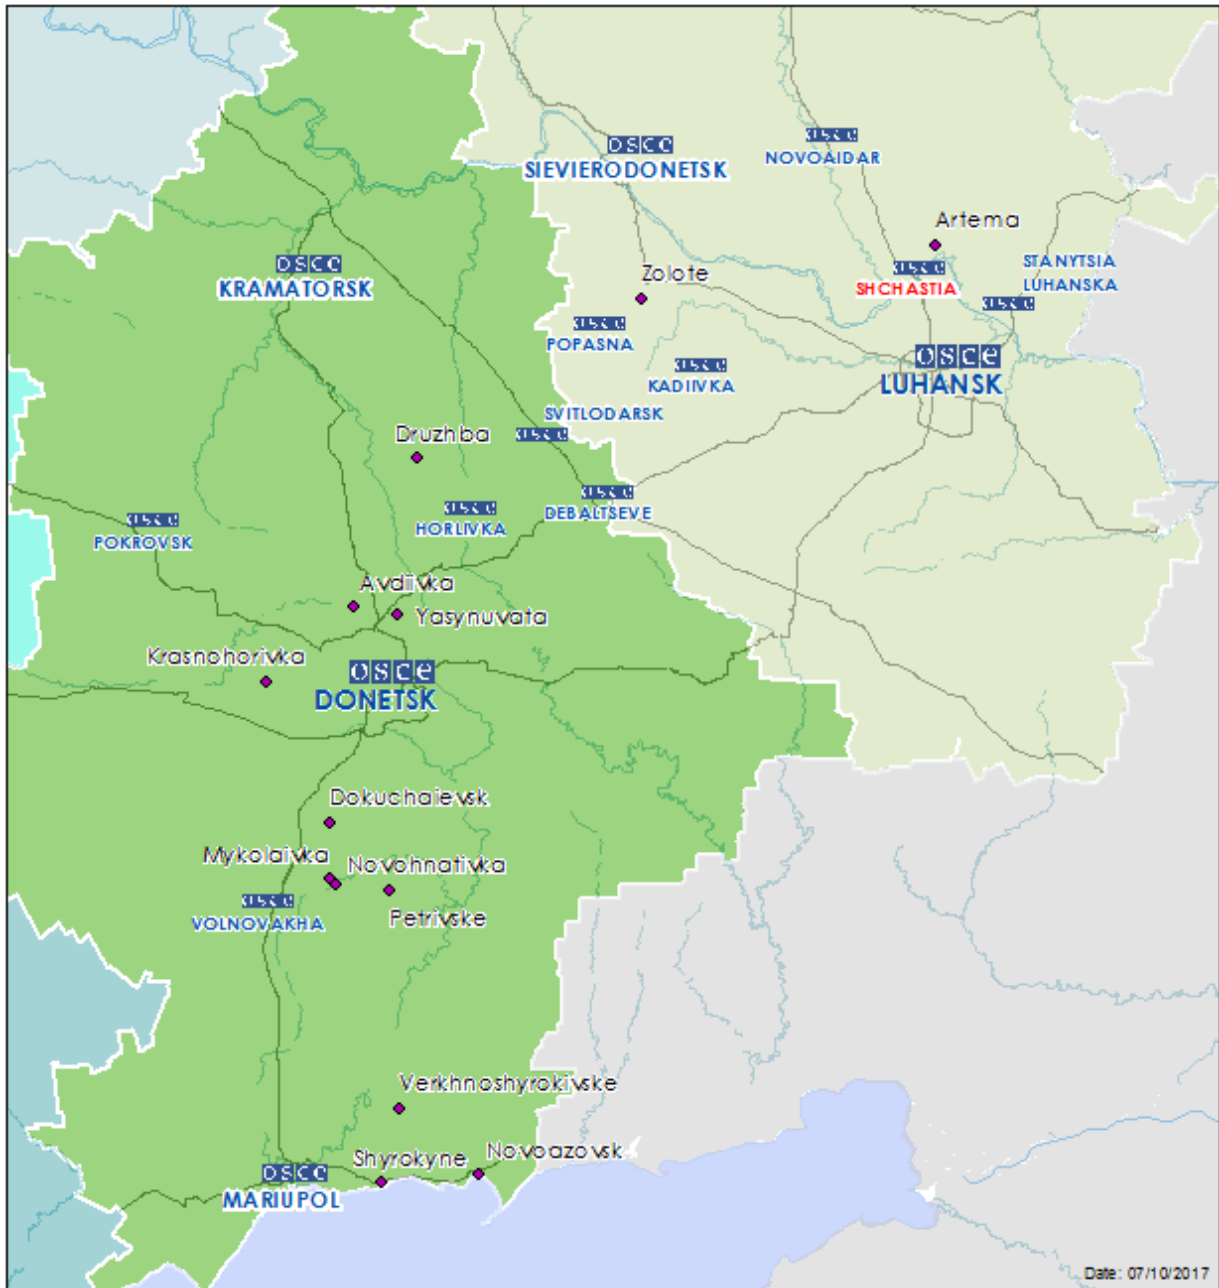 OSCE
SIEVIERODONETSK
OSCE
NOVOAIDAR
Artema
OSCE
KRAMATORSK
Zolote
OSCE
SHCHASTIA
STANYTSIA
LUHANSKA
OSCE
OSCE
POPASNA
OSCE
LUHANSK
OSCE
KADIIVKA
SVITLODARSK
OSCE
Druzhba
OSCE
DEBALTSEVE
OSCE
HORLIVKA
OSCE
POKROVSK
Avdiivka
Yasynuvata
Krasnohorivka
OSCE
DONETSK
Dokuchaievsk
Mykolaivka
Novohnativka
OSCE
VOLNOVAKHA
Petrivske
Verkhnoshyrokivske
Shyrokyne
Novoazovsk
OSCE
MARIUPOL
Date: 07/10/2017